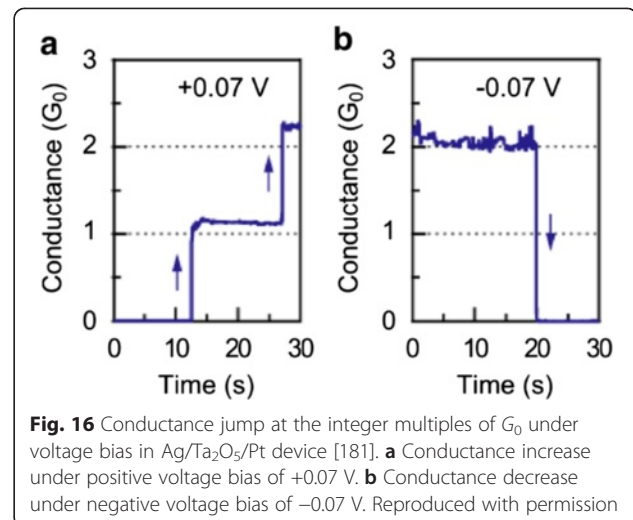 a
b
3
+0.07 V
-0.07 V
Conductance (G₀)
2
1
0
0 10 20 30
Time (s)
3
Conductance (G₀)
2
1
0
0 10 20 30
Time (s)
Fig. 16 Conductance jump at the integer multiples of G₀ under
voltage bias in Ag/Ta₂O₅/Pt device [181]. a Conductance increase
under positive voltage bias of +0.07 V. b Conductance decrease
under negative voltage bias of −0.07 V. Reproduced with permission